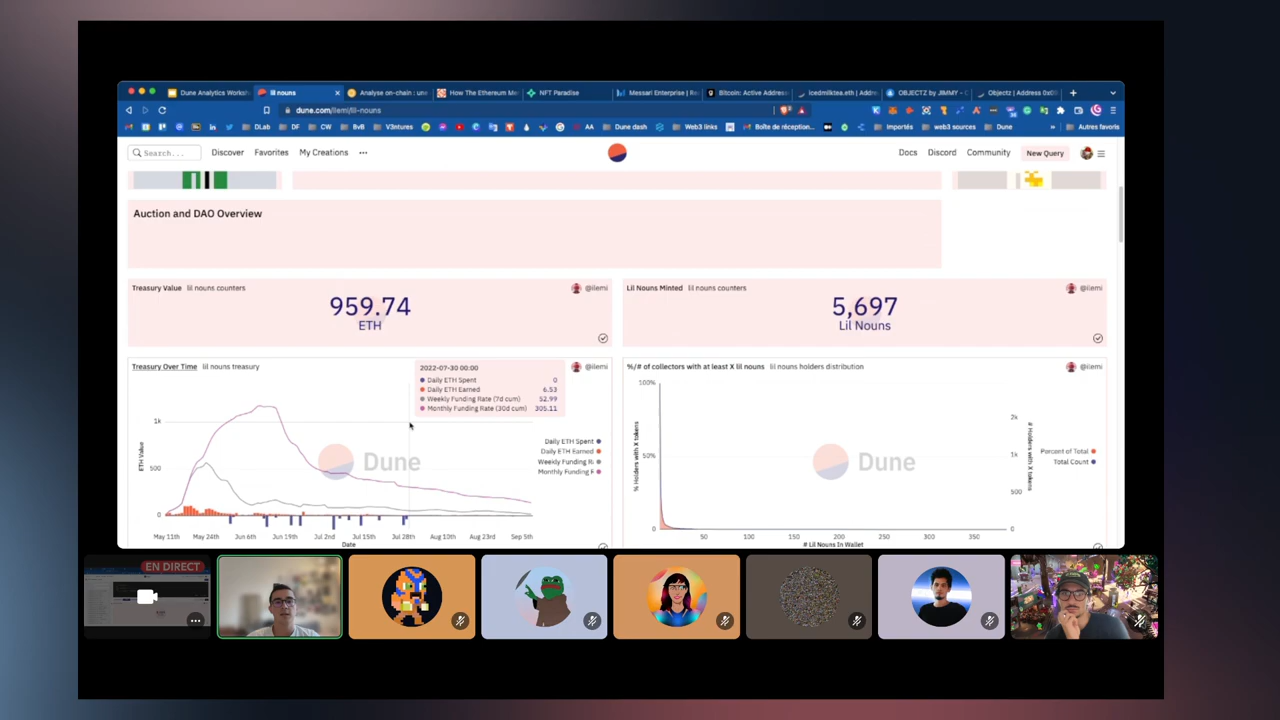 Dune Analytics Worksh
lil nouns
Analyse on-chain : une
How The Ethereum Me
NFT Paradise
Messari Enterprise | Re
Bitcoin: Active Address
icedmilktea.eth | Addre
OBJECTZ by JIMMY - C
Objectz | Address 0x0
dune.com/ilemi/lil-nouns
DLab
DF
CW
BvB
V3ntures
AA
Dune dash
Web3 links
Boîte de réception...
Importés
web3 sources
Dune
Autres favoris
Search...
Discover
Favorites
My Creations
Docs
Discord
Community
New Query
Auction and DAO Overview
Treasury Value lil nouns counters
@ilemi
959.74
ETH
Lil Nouns Minted lil nouns counters
@ilemi
5,697
Lil Nouns
Treasury Over Time lil nouns treasury
@ilemi
2022-07-30 00:00
Daily ETH Spent 0
Daily ETH Earned 6.53
Weekly Funding Rate (7d cum) 52.99
Monthly Funding Rate (30d cum) 305.11
ETH Value
1k
500
0
Dune
Daily ETH Spent
Daily ETH Earned
Weekly Funding R
Monthly Funding F
May 11th May 24th Jun 6th Jun 19th Jul 2nd Jul 15th Jul 28th Aug 10th Aug 23rd Sep 5th
Date
%/# of collectors with at least X lil nouns lil nouns holders distribution
@ilemi
% Holders with X tokens
100%
50%
0
Dune
2k
1k
500
0
# Holders with X tokens
Percent of Total
Total Count
50 100 150 200 250 300 350
# Lil Nouns In Wallet
EN DIRECT